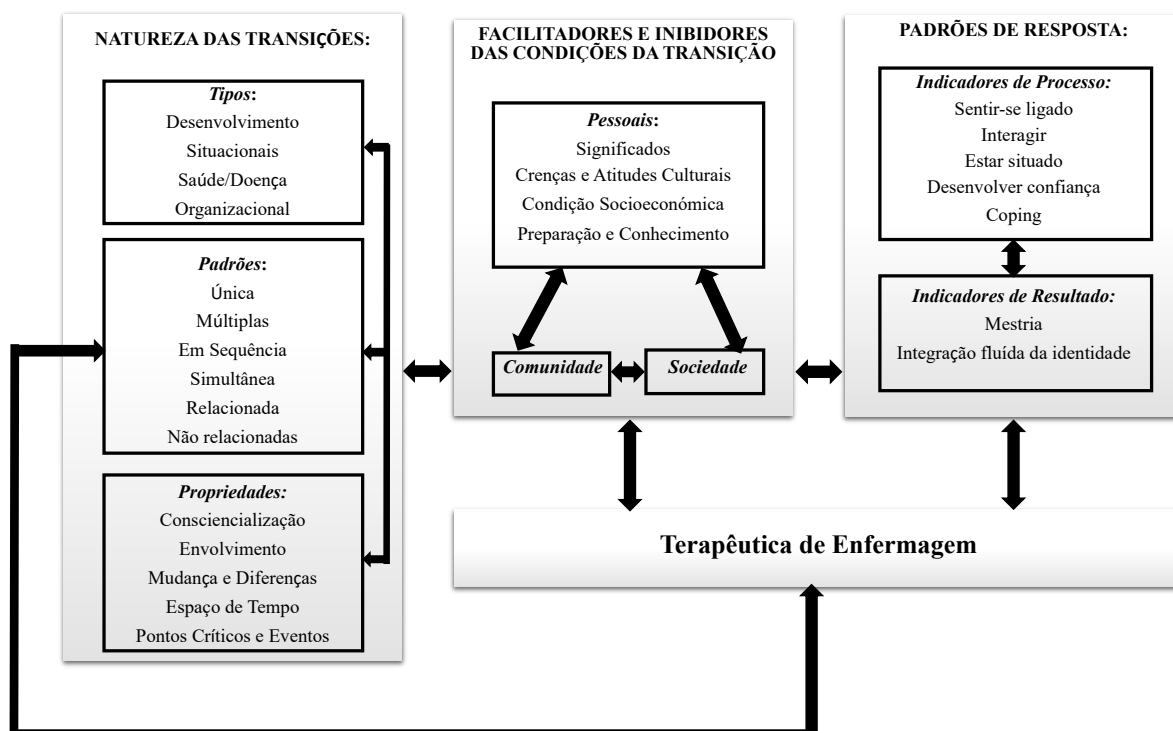 NATUREZA DAS TRANSIÇÕES:
Tipos:
Desenvolvimento
Situacionais
Saúde/Doença
Organizacional
Padrões:
Única
Múltiplas
Em Sequência
Simultânea
Relacionada
Não relacionadas
Propriedades:
Consciencialização
Envolvimento
Mudança e Diferenças
Espaço de Tempo
Pontos Críticos e Eventos
FACILITADORES E INIBIDORES
DAS CONDIÇÕES DA TRANSIÇÃO
Pessoais:
Significados
Crenças e Atitudes Culturais
Condição Socioeconómica
Preparação e Conhecimento
Comunidade
Sociedade
PADRÕES DE RESPOSTA:
Indicadores de Processo:
Sentir-se ligado
Interagir
Estar situado
Desenvolver confiança
Coping
Indicadores de Resultado:
Mestria
Integração fluída da identidade
Terapêutica de Enfermagem